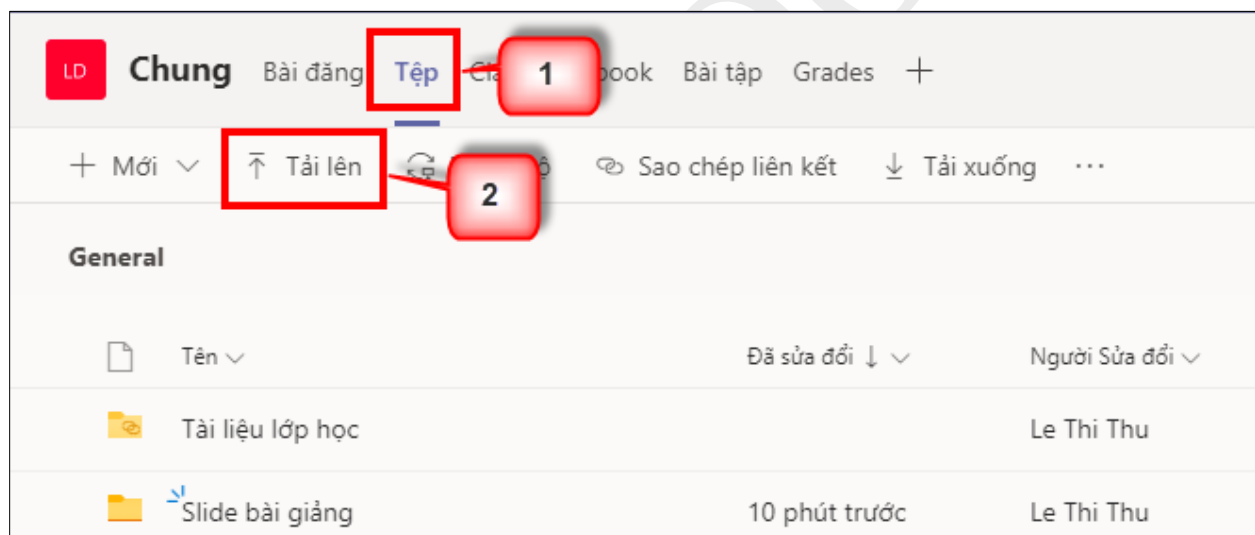 LD Chung Bài đăng Tệp 1 Bài tập Grades
Mới Tải lên 2 Sao chép liên kết Tải xuống ...
General
Tên Đã sửa đổi ↓ Người Sửa đổi
Tài liệu lớp học Le Thi Thu
Slide bài giảng 10 phút trước Le Thi Thu